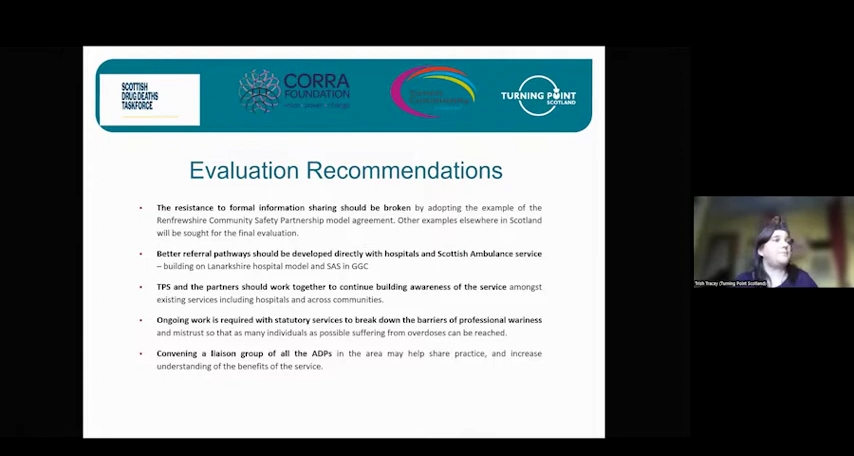 SCOTTISH
DRUG DEATHS
TASKFORCE
CORRA
FOUNDATION
TURNING POINT
SCOTLAND
Evaluation Recommendations
• The resistance to formal information sharing should be broken by adopting the example of the
Renfrewshire Community Safety Partnership model agreement. Other examples elsewhere in Scotland
will be sought for the final evaluation.
• Better referral pathways should be developed directly with hospitals and Scottish Ambulance service
– building on Lanarkshire hospital model and SAS in GGC
• TPS and the partners should work together to continue building awareness of the service amongst
existing services including hospitals and across communities.
• Ongoing work is required with statutory services to break down the barriers of professional wariness
and mistrust so that as many individuals as possible suffering from overdoses can be reached.
• Convening a liaison group of all the ADPs in the area may help share practice, and increase
understanding of the benefits of the service.
Trish Tracey (Turning Point Scotland)